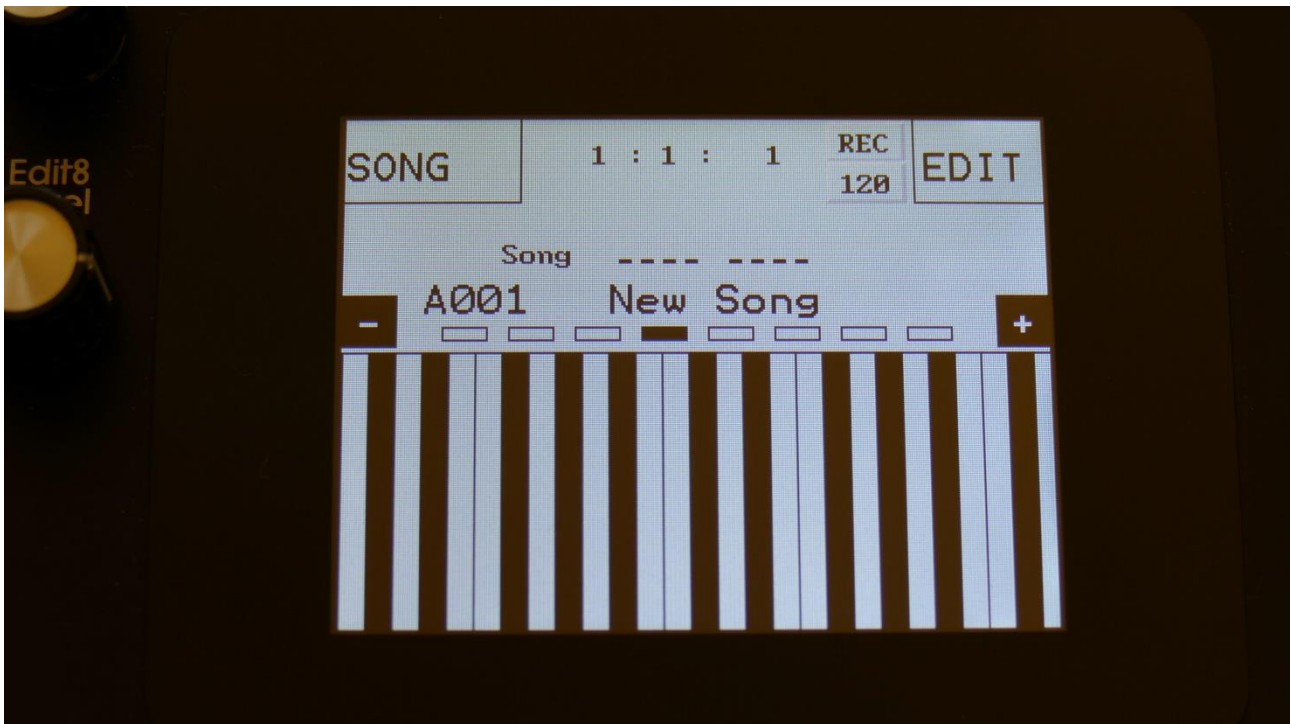 Edit8
SONG
1 : 1 : 1
REC
120
EDIT
Song ---- ----
A001 New Song
- +